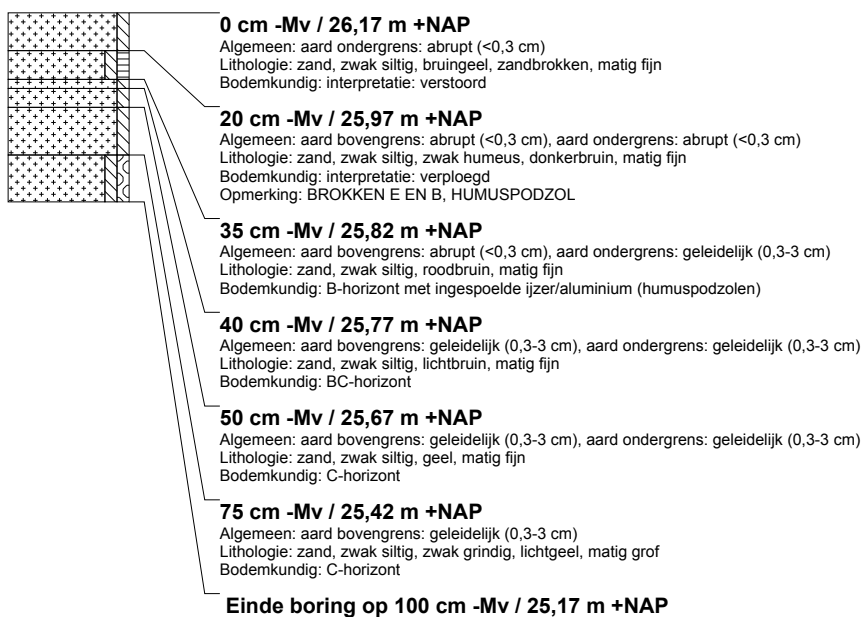 0 cm -Mv / 26,17 m +NAP
Algemeen: aard ondergrens: abrupt (<0,3 cm)
Lithologie: zand, zwak siltig, bruingeel, zandbrokken, matig fijn
Bodemkundig: interpretatie: verstoord
20 cm -Mv / 25,97 m +NAP
Algemeen: aard bovengrens: abrupt (<0,3 cm), aard ondergrens: abrupt (<0,3 cm)
Lithologie: zand, zwak siltig, zwak humeus, donkerbruin, matig fijn
Bodemkundig: interpretatie: verploegd
Opmerking: BROKKEN E EN B, HUMUSPODZOL
35 cm -Mv / 25,82 m +NAP
Algemeen: aard bovengrens: abrupt (<0,3 cm), aard ondergrens: geleidelijk (0,3-3 cm)
Lithologie: zand, zwak siltig, roodbruin, matig fijn
Bodemkundig: B-horizont met ingespoelde ijzer/aluminium (humuspodzolen)
40 cm -Mv / 25,77 m +NAP
Algemeen: aard bovengrens: geleidelijk (0,3-3 cm), aard ondergrens: geleidelijk (0,3-3 cm)
Lithologie: zand, zwak siltig, lichtbruin, matig fijn
Bodemkundig: BC-horizont
50 cm -Mv / 25,67 m +NAP
Algemeen: aard bovengrens: geleidelijk (0,3-3 cm), aard ondergrens: geleidelijk (0,3-3 cm)
Lithologie: zand, zwak siltig, geel, matig fijn
Bodemkundig: C-horizont
75 cm -Mv / 25,42 m +NAP
Algemeen: aard bovengrens: geleidelijk (0,3-3 cm)
Lithologie: zand, zwak siltig, zwak grindig, lichtgeel, matig grof
Bodemkundig: C-horizont
Einde boring op 100 cm -Mv / 25,17 m +NAP